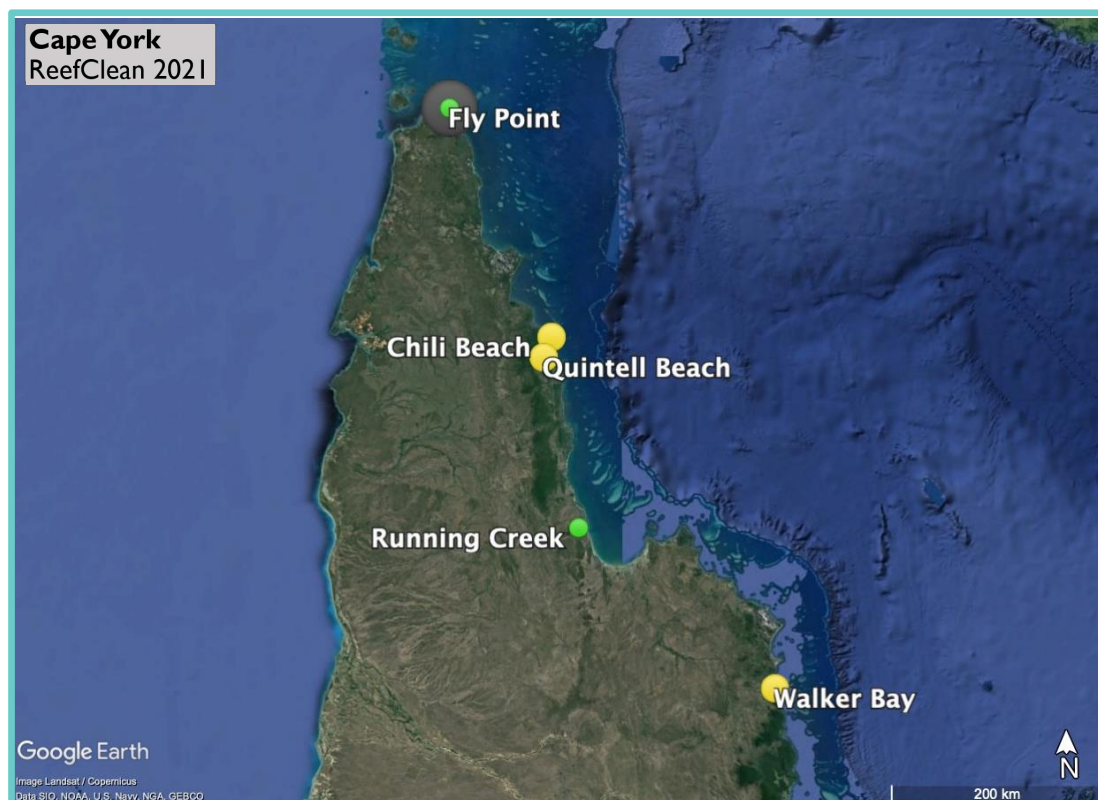 Cape York
ReefClean 2021
Fly Point
Chili Beach
Quintell Beach
Running Creek
Walker Bay
Google Earth
Image Landsat / Copernicus
Data SIO, NOAA, U.S. Navy, NGA, GEBCO
N
200 km